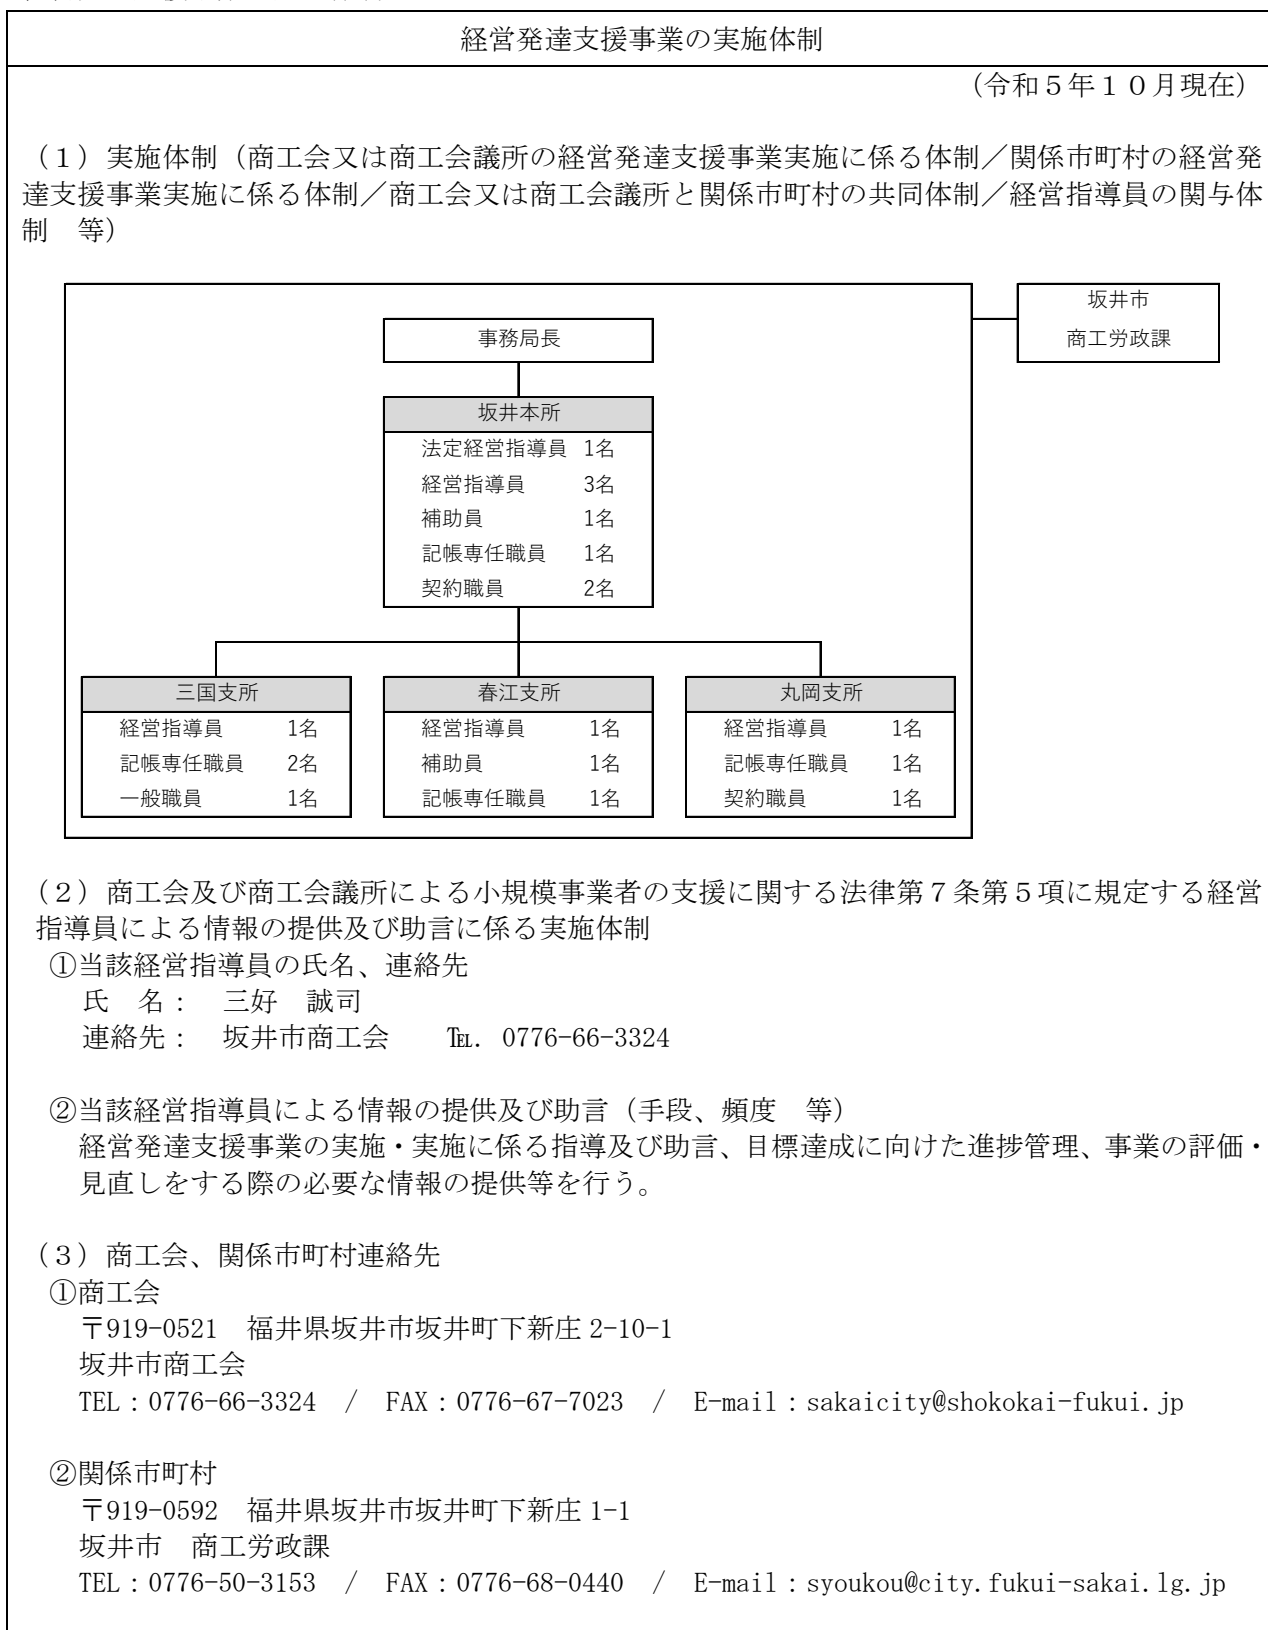 経営発達支援事業の実施体制
（令和５年１０月現在）
（１）実施体制（商工会又は商工会議所の経営発達支援事業実施に係る体制／関係市町村の経営発
達支援事業実施に係る体制／商工会又は商工会議所と関係市町村の共同体制／経営指導員の関与体
制　等）
坂井市
商工労政課
事務局長
坂井本所
法定経営指導員 1名
経営指導員 3名
補助員 1名
記帳専任職員 1名
契約職員 2名
三国支所
経営指導員 1名
記帳専任職員 2名
一般職員 1名
春江支所
経営指導員 1名
補助員 1名
記帳専任職員 1名
丸岡支所
経営指導員 1名
記帳専任職員 1名
契約職員 1名
（２）商工会及び商工会議所による小規模事業者の支援に関する法律第７条第５項に規定する経営
指導員による情報の提供及び助言に係る実施体制
①当該経営指導員の氏名、連絡先
氏　名：　三好　誠司
連絡先：　坂井市商工会　　℡. 0776-66-3324
②当該経営指導員による情報の提供及び助言（手段、頻度　等）
経営発達支援事業の実施・実施に係る指導及び助言、目標達成に向けた進捗管理、事業の評価・
見直しをする際の必要な情報の提供等を行う。
（３）商工会、関係市町村連絡先
①商工会
〒919-0521　福井県坂井市坂井町下新庄 2-10-1
坂井市商工会
TEL：0776-66-3324　/　FAX：0776-67-7023　/　E-mail：sakaicity@shokokai-fukui.jp
②関係市町村
〒919-0592　福井県坂井市坂井町下新庄 1-1
坂井市　商工労政課
TEL：0776-50-3153　/　FAX：0776-68-0440　/　E-mail：syoukou@city.fukui-sakai.lg.jp